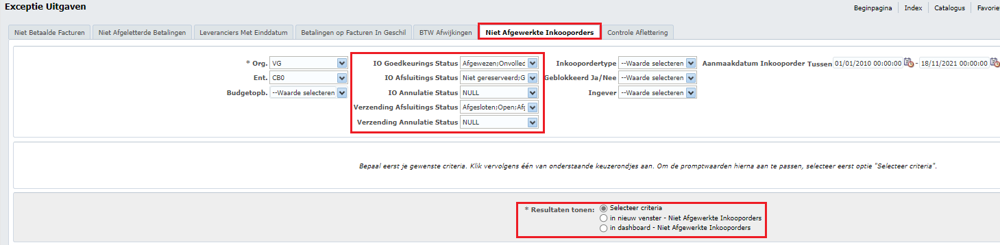 Exceptie Uitgaven
Beginpagina Index Catalogus Favorie
Niet Betaalde Facturen Niet Afgeletterde Betalingen Leveranciers Met Einddatum Betalingen op Facturen In Geschil BTW Afwijkingen Niet Afgewerkte Inkooporders Controle Aflettering
* Org. VG IO Goedkeurings Status Afgewezen;Onvollec Inkoopordertype --Waarde selecteren Aanmaakdatum Inkooporder Tussen 01/01/2010 00:00:00 - 18/11/2021 00:00:00
Ent. CB0 IO Afsluitings Status Niet gereserveerd;G Geblokkeerd Ja/Nee --Waarde selecteren
Budgetopb. --Waarde selecteren IO Annulatie Status NULL Ingever --Waarde selecteren
Verzending Afsluitings Status Afgesloten;Open;Afg
Verzending Annulatie Status NULL
Bepaal eerst je gewenste criteria. Klik vervolgens één van onderstaande keuzerondjes aan. Om de promptwaarden hierna aan te passen, selecteer eerst optie "Selecteer criteria".
* Resultaten tonen: Selecteer criteria
in nieuw venster - Niet Afgewerkte Inkooporders
in dashboard - Niet Afgewerkte Inkooporders